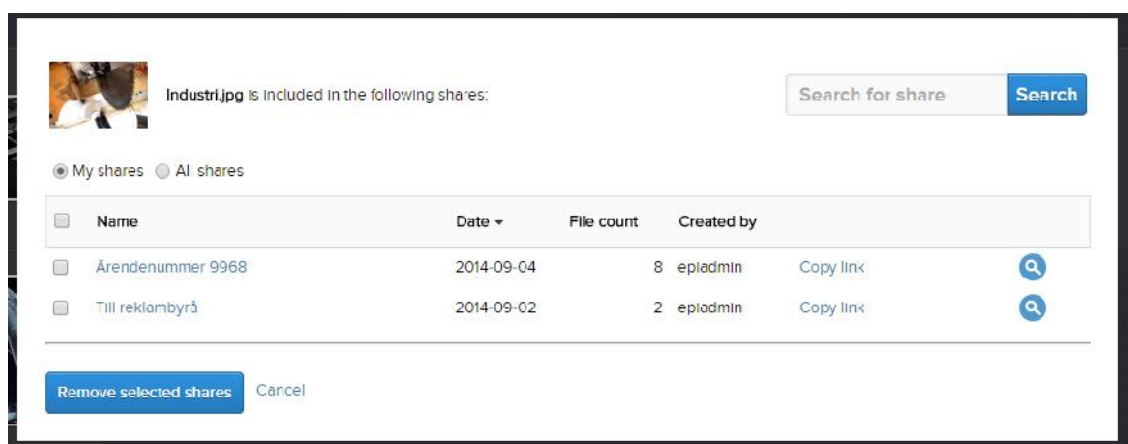 Industri.jpg is included in the following shares:
Search for share Search
My shares All shares
Name Date File count Created by
Ärendenummer 9968 2014-09-04 8 epiadmin Copy link
Till reklambyrå 2014-09-02 2 epiadmin Copy link
Remove selected shares Cancel